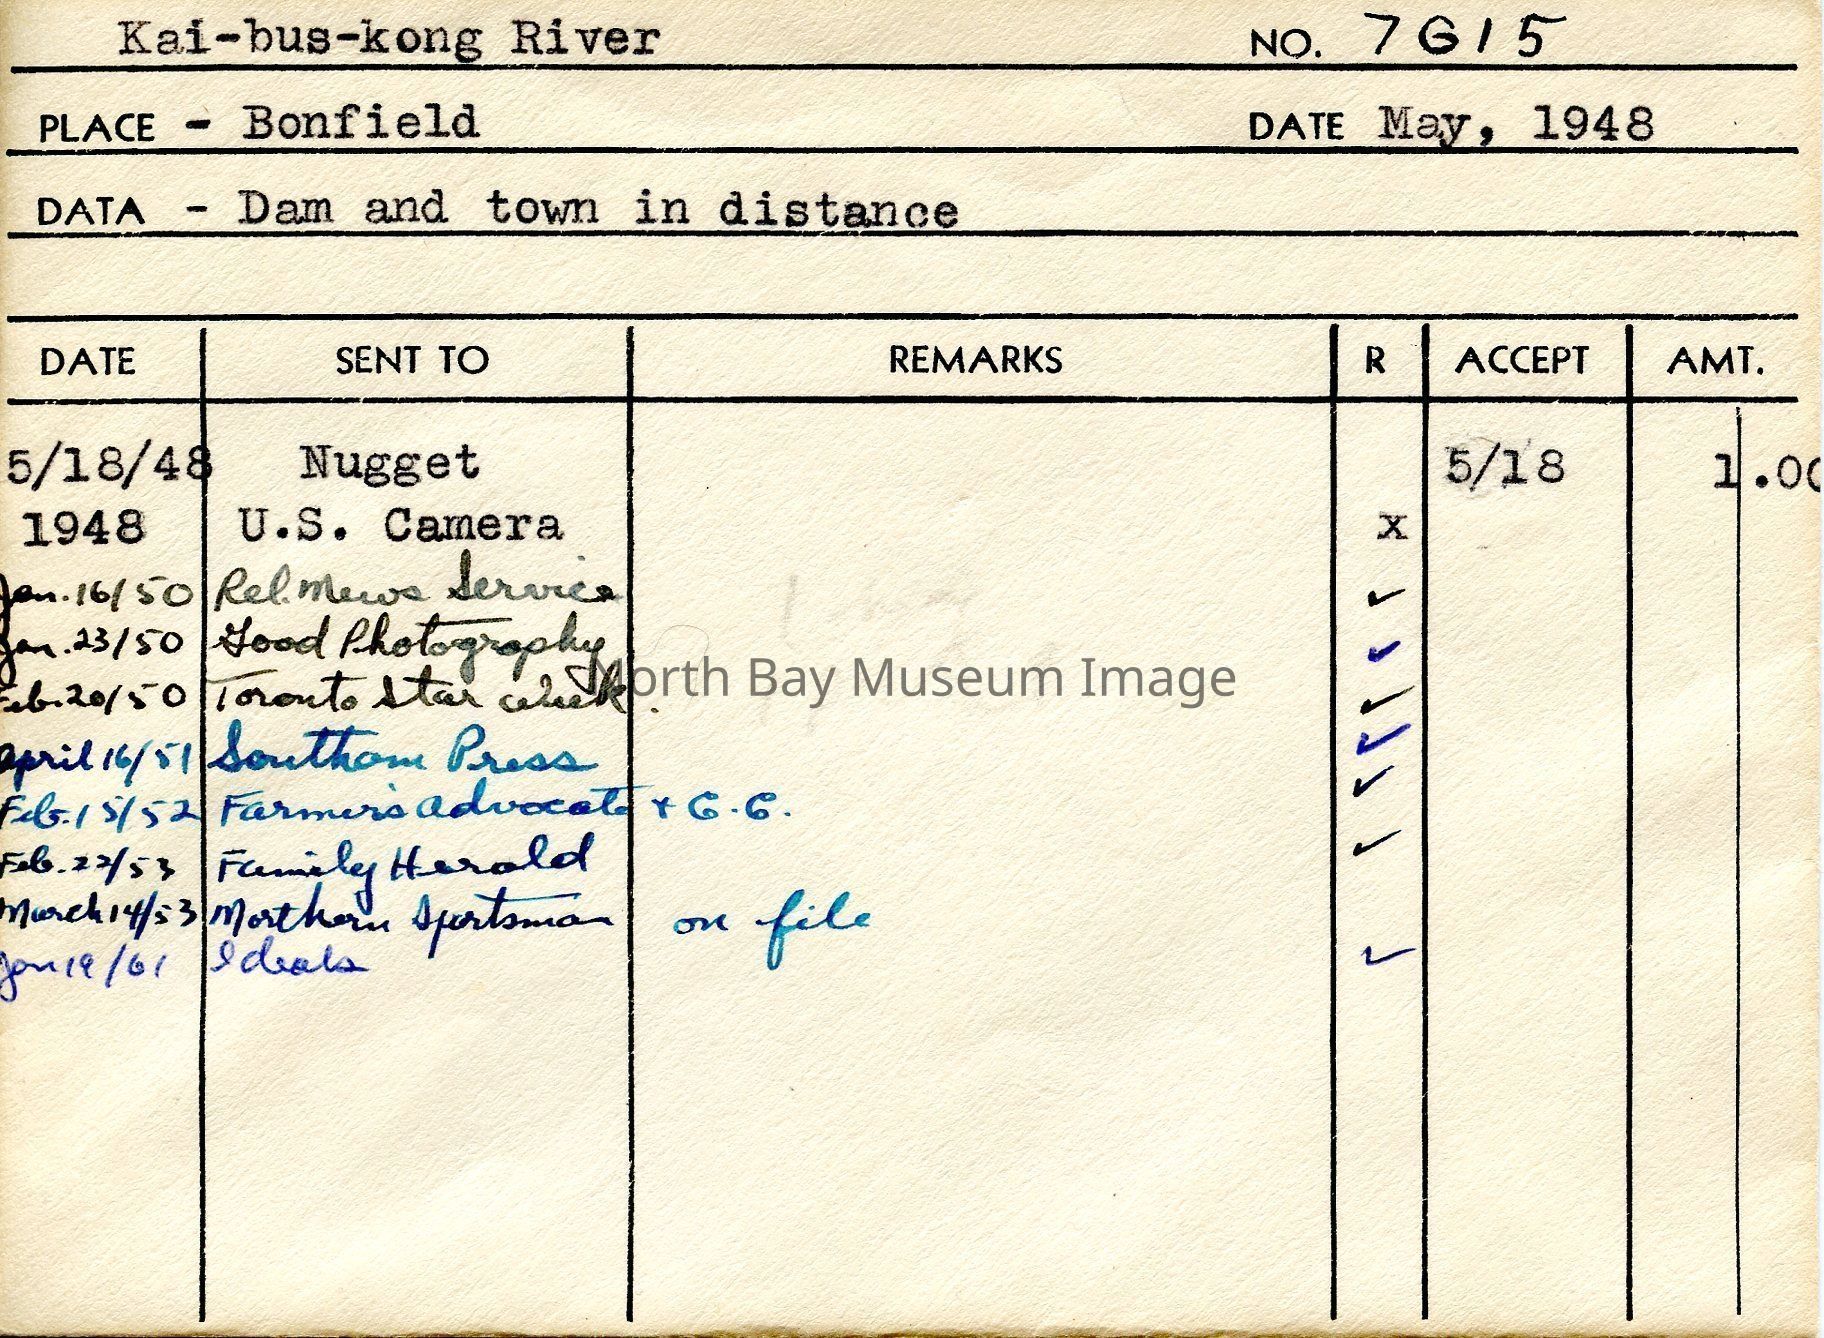 Kai-bus-kong River NO. 7G15
PLACE - Bonfield DATE May, 1948
DATA - Dam and town in distance
DATE SENT TO REMARKS R ACCEPT AMT.
5/18/48 Nugget 5/18 1.00
1948 U.S. Camera x
Jan. 16/50 Rel. News Service ✓
Jan. 23/50 Good Photography ✓
Feb. 20/50 Toronto Star Week. ✓
North Bay Museum Image
April 16/51 Southam Press ✓
Feb. 15/52 Farmer's Advocate + C.C. ✓
Feb. 22/53 Family Herald ✓
March 14/53 Northern Sportsman on file
Jan 19/61 Ideals ✓